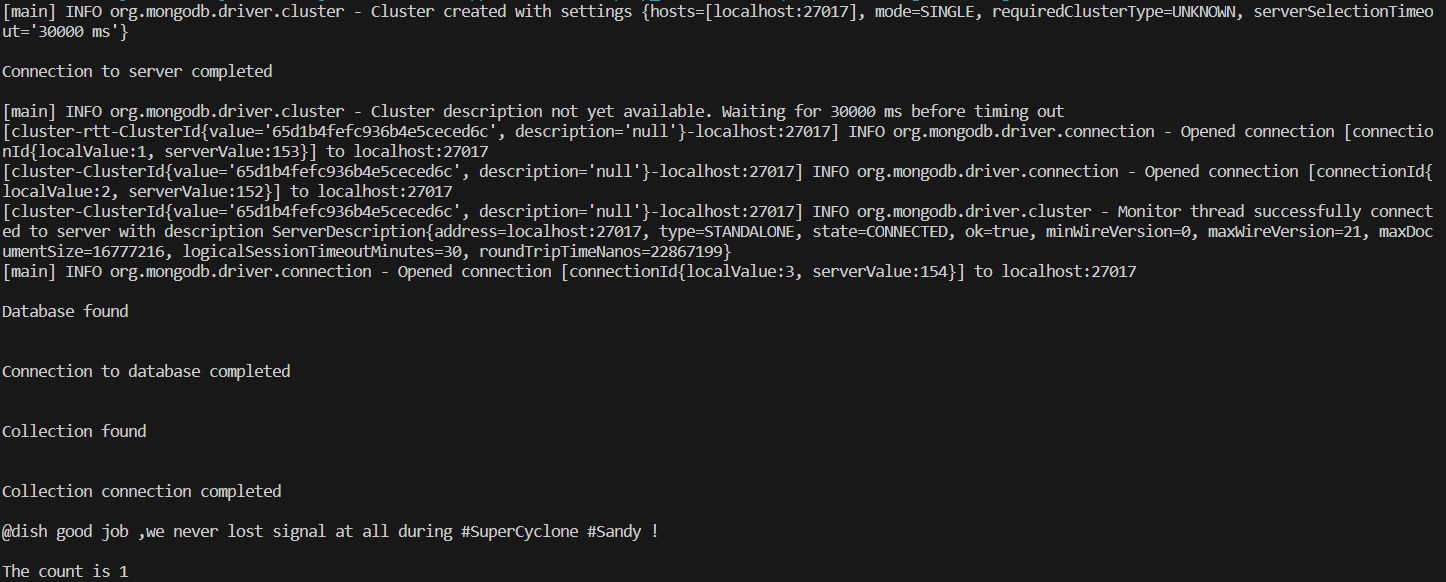 [main] INFO org.mongodb.driver.cluster - Cluster created with settings {hosts=[localhost:27017], mode=SINGLE, requiredClusterType=UNKNOWN, serverSelectionTimeo
ut='30000 ms'}
Connection to server completed
[main] INFO org.mongodb.driver.cluster - Cluster description not yet available. Waiting for 30000 ms before timing out
[cluster-rtt-ClusterId{value='65d1b4fefc936b4e5ceced6c', description='null'}-localhost:27017] INFO org.mongodb.driver.connection - Opened connection [connectio
nId{localValue:1, serverValue:153}] to localhost:27017
[cluster-ClusterId{value='65d1b4fefc936b4e5ceced6c', description='null'}-localhost:27017] INFO org.mongodb.driver.connection - Opened connection [connectionId{
localValue:2, serverValue:152}] to localhost:27017
[cluster-ClusterId{value='65d1b4fefc936b4e5ceced6c', description='null'}-localhost:27017] INFO org.mongodb.driver.cluster - Monitor thread successfully connect
ed to server with description ServerDescription{address=localhost:27017, type=STANDALONE, state=CONNECTED, ok=true, minWireVersion=0, maxWireVersion=21, maxDoc
umentSize=16777216, logicalSessionTimeoutMinutes=30, roundTripTimeNanos=22867199}
[main] INFO org.mongodb.driver.connection - Opened connection [connectionId{localValue:3, serverValue:154}] to localhost:27017
Database found
Connection to database completed
Collection found
Collection connection completed
@dish good job ,we never lost signal at all during #SuperCyclone #Sandy !
The count is 1